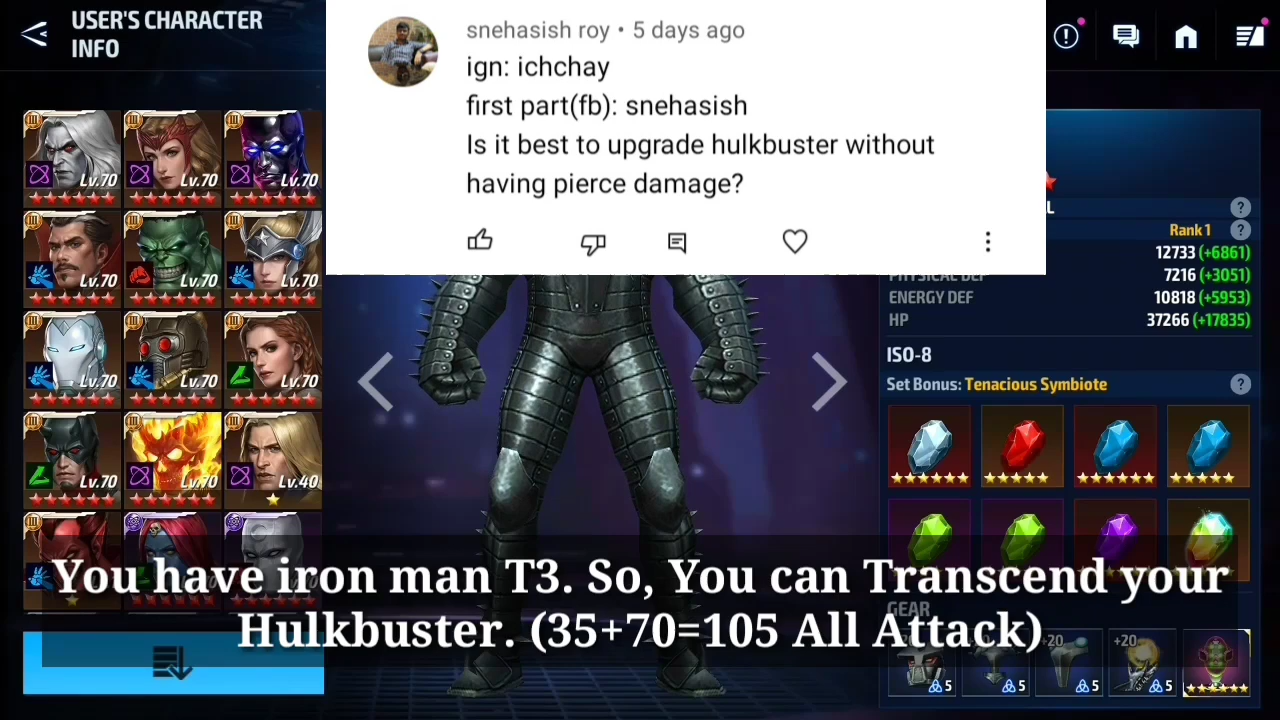 USER'S CHARACTER
INFO
snehasish roy • 5 days ago
ign: ichchay
first part(fb): snehasish
Is it best to upgrade hulkbuster without
having pierce damage?
Lv.70
Lv.70
Lv.70
Lv.70
Lv.70
Lv.70
Lv.70
Lv.70
Lv.70
Lv.70
Lv.70
Lv.40
Rank 1
12733 (+6861)
PHYSICAL DEF 7216 (+3051)
ENERGY DEF 10818 (+5953)
HP 37266 (+17835)
ISO-8
Set Bonus: Tenacious Symbiote
You have iron man T3. So, You can Transcend your
Hulkbuster. (35+70=105 All Attack)
GEAR
+20
+20
5
5
5
5